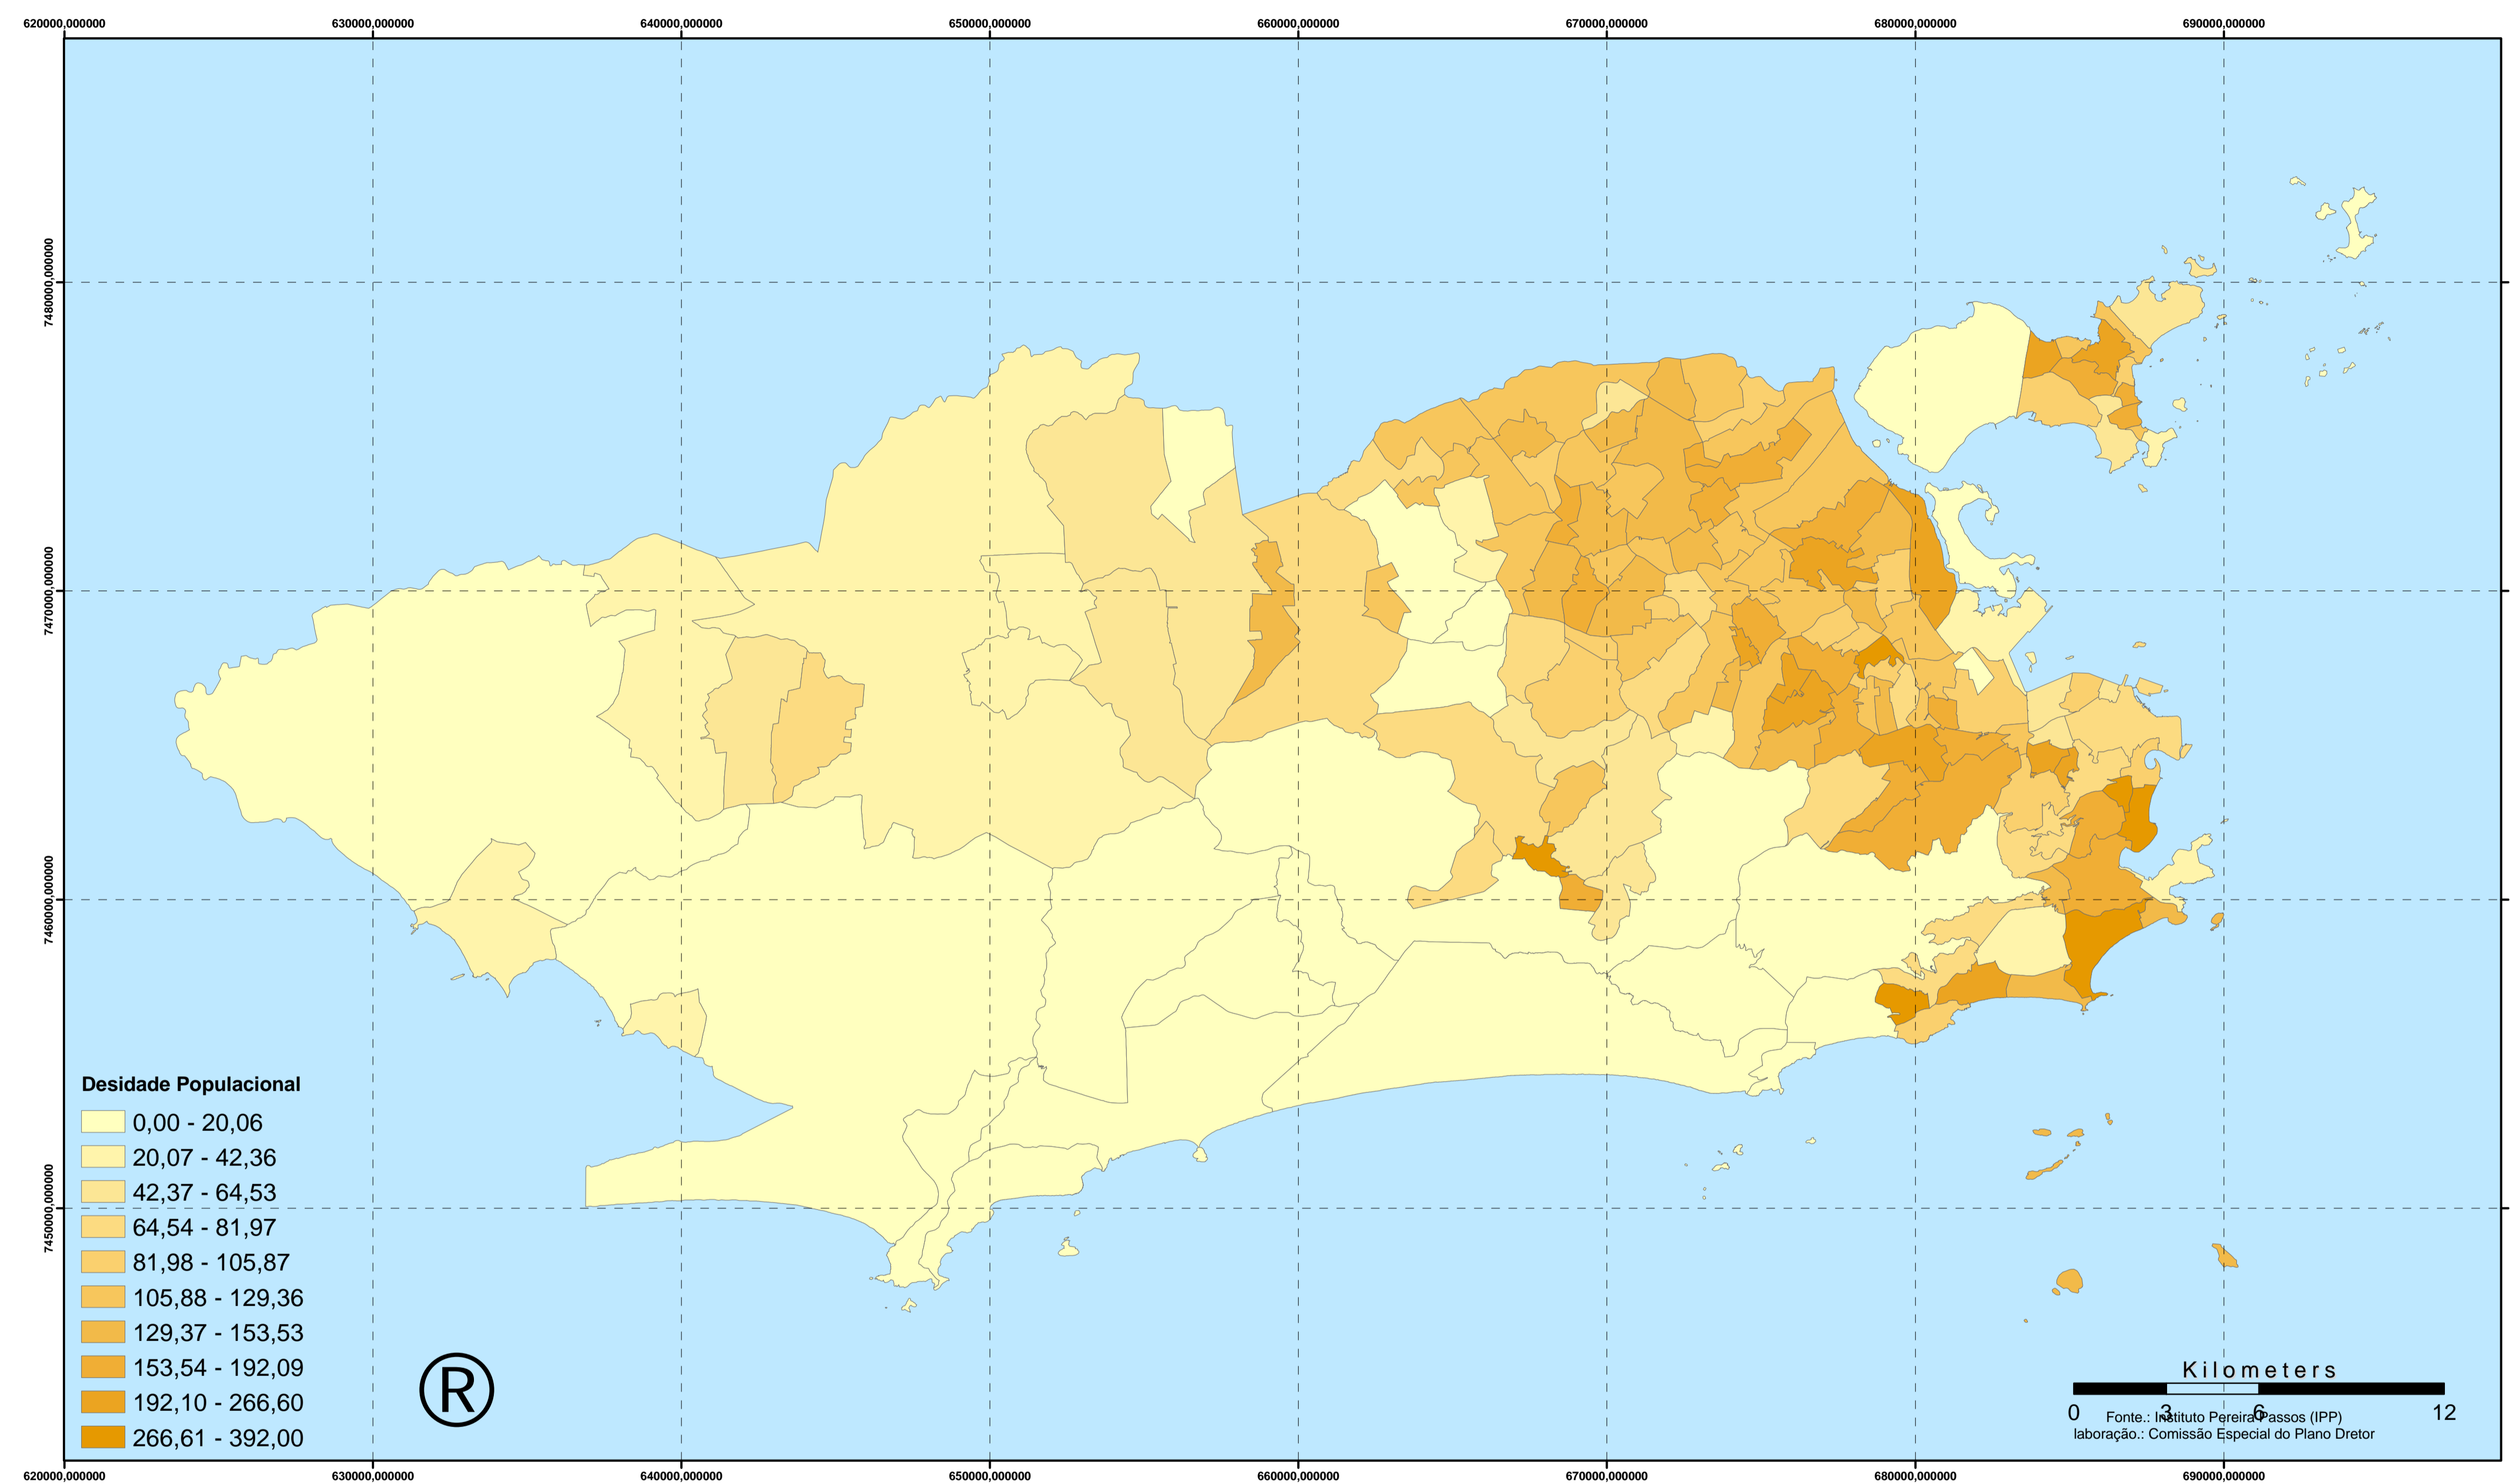 620000,000000 630000,000000 640000,000000 650000,000000 660000,000000 670000,000000 680000,000000 690000,000000
7480000,000000
7470000,000000
7460000,000000
7450000,000000
Desidade Populacional
0,00 - 20,06
20,07 - 42,36
42,37 - 64,53
64,54 - 81,97
81,98 - 105,87
105,88 - 129,36
129,37 - 153,53
153,54 - 192,09
192,10 - 266,60
266,61 - 392,00
®
Kilometers
0 3 6 12
Fonte.: Instituto Pereira Passos (IPP)
laboração.: Comissão Especial do Plano Dretor
620000,000000 630000,000000 640000,000000 650000,000000 660000,000000 670000,000000 680000,000000 690000,000000